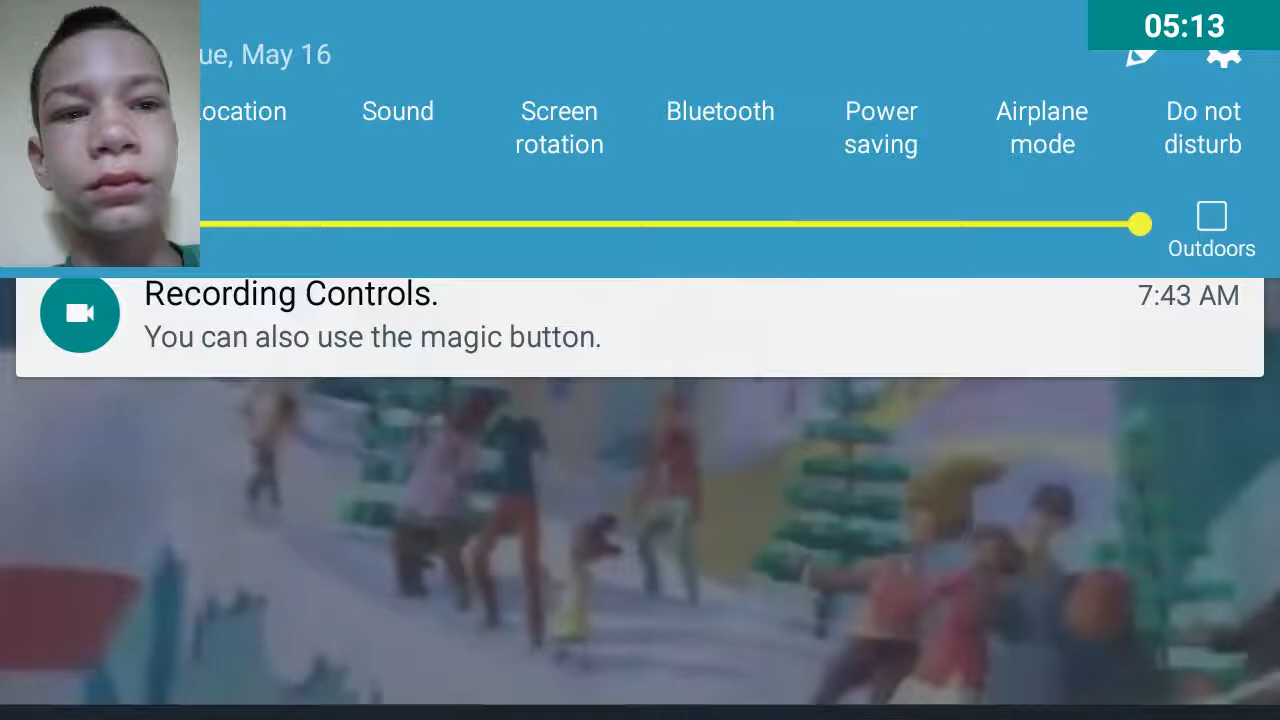 05:13
ue, May 16
ocation Sound Screen rotation Bluetooth Power saving Airplane mode Do not disturb
Outdoors
Recording Controls. 7:43 AM
You can also use the magic button.